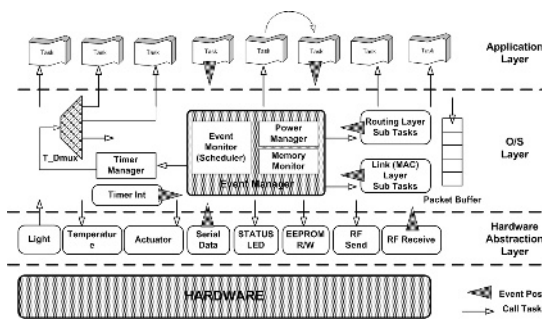 Task Task Task Task Task Task Task Task
Application
Layer
T_Dmux
Timer
Manager
Timer Int
Event
Monitor
(Scheduler)
Power
Manager
Memory
Monitor
Event Manager
Routing Layer
Sub Tasks
Link (MAC)
Layer
Sub Tasks
Packet Buffer
O/S
Layer
Light
Temperatur
e
Actuator
Serial
Data
STATUS
LED
EEPROM
R/W
RF
Send
RF Receive
Hardware
Abstraction
Layer
HARDWARE
Event Pos
Call Task